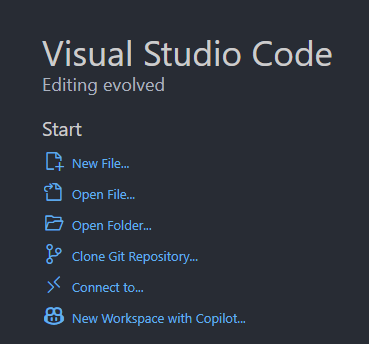 Visual Studio Code
Editing evolved
Start
New File...
Open File...
Open Folder...
Clone Git Repository...
Connect to...
New Workspace with Copilot...